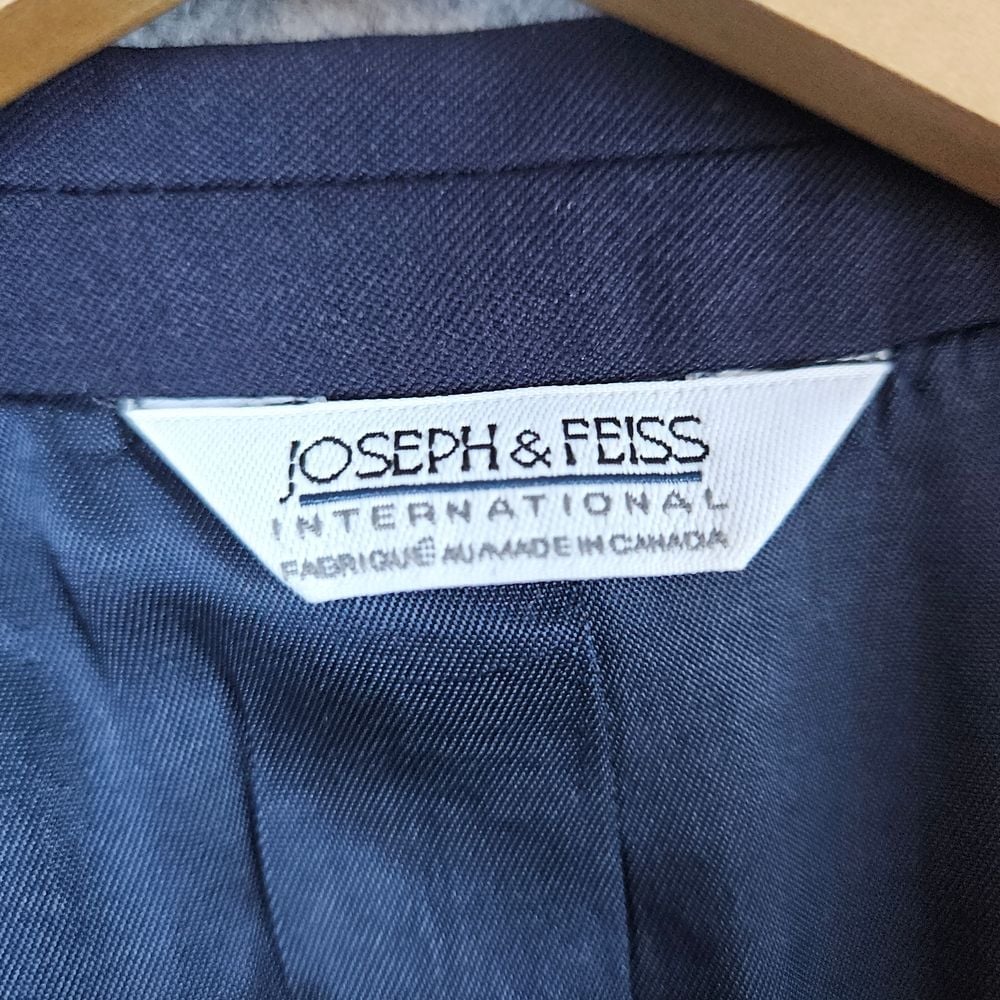 JOSEPH & FEISS
INTERNATIONAL
FABRIQUÉ AU/MADE IN CANADA